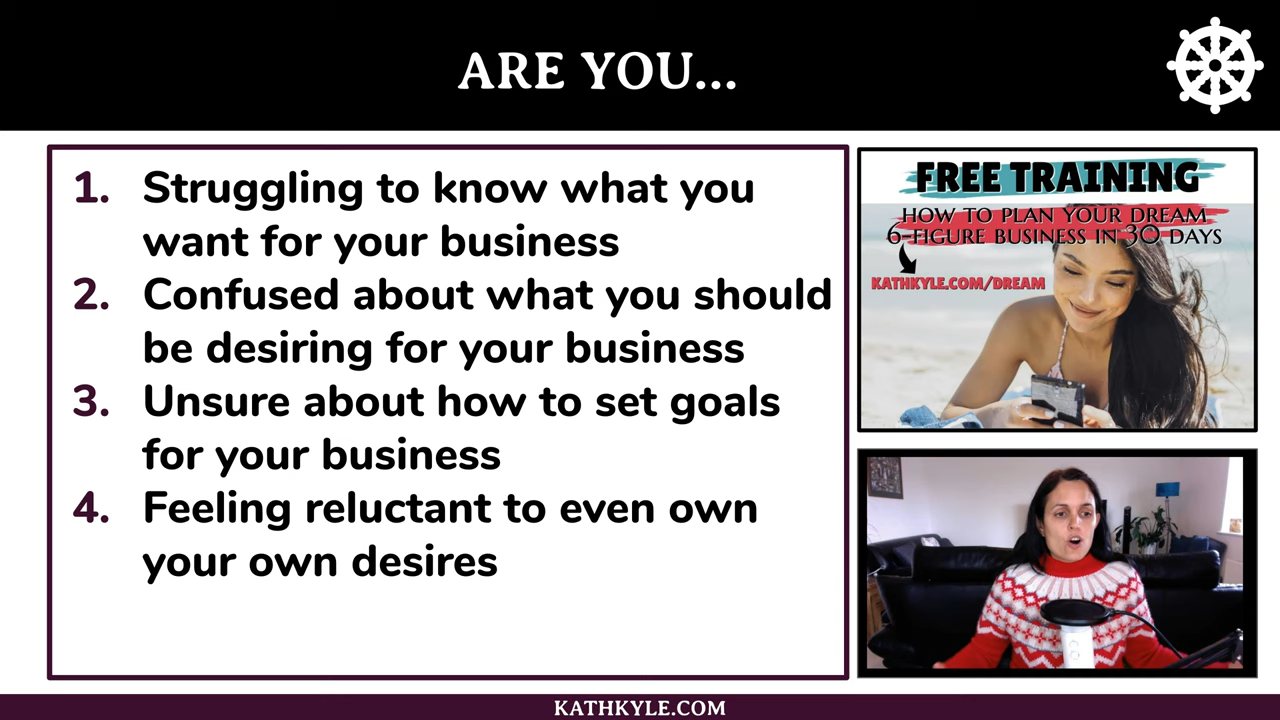 ARE YOU...
1. Struggling to know what you
want for your business
2. Confused about what you should
be desiring for your business
3. Unsure about how to set goals
for your business
4. Feeling reluctant to even own
your own desires
FREE TRAINING
HOW TO PLAN YOUR DREAM
6-FIGURE BUSINESS IN 30 DAYS
KATHKYLE.COM/DREAM
KATHKYLE.COM